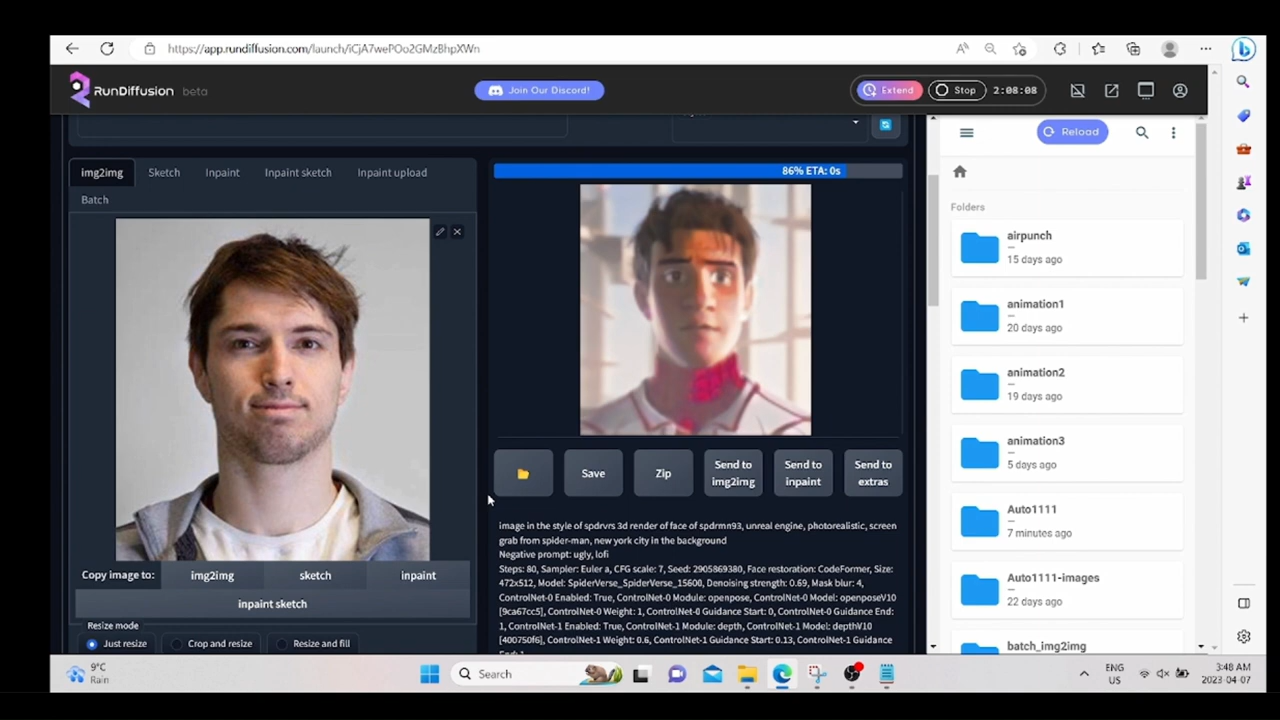 https://app.rundiffusion.com/launch/iCjA7wePOo2GMzBhpXWn
RunDiffusion beta
Join Our Discord!
Extend
Stop
2:08:08
Reload
img2img
Sketch
Inpaint
Inpaint sketch
Inpaint upload
Batch
86% ETA: 0s
Folders
airpunch
15 days ago
animation1
20 days ago
animation2
19 days ago
animation3
5 days ago
Auto1111
7 minutes ago
Auto1111-images
22 days ago
batch_img2img
Save
Zip
Send to
img2img
Send to
inpaint
Send to
extras
image in the style of spdrvrs 3d render of face of spdrmn93, unreal engine, photorealistic, screen
grab from spider-man, new york city in the background
Negative prompt: ugly, lofi
Steps: 80, Sampler: Euler a, CFG scale: 7, Seed: 2905869380, Face restoration: CodeFormer, Size:
472x512, Model: SpiderVerse_SpiderVerse_15600, Denoising strength: 0.69, Mask blur: 4,
ControlNet-0 Enabled: True, ControlNet-0 Module: openpose, ControlNet-0 Model: openposeV10
[9ca67cc5], ControlNet-0 Weight: 1, ControlNet-0 Guidance Start: 0, ControlNet-0 Guidance End:
1, ControlNet-1 Enabled: True, ControlNet-1 Module: depth, ControlNet-1 Model: depthV10
[400750f6], ControlNet-1 Weight: 0.6, ControlNet-1 Guidance Start: 0.13, ControlNet-1 Guidance
Copy image to:
img2img
sketch
inpaint
inpaint sketch
Resize mode
Just resize
Crop and resize
Resize and fill
9°C
Rain
Search
ENG
US
3:48 AM
2023-04-07